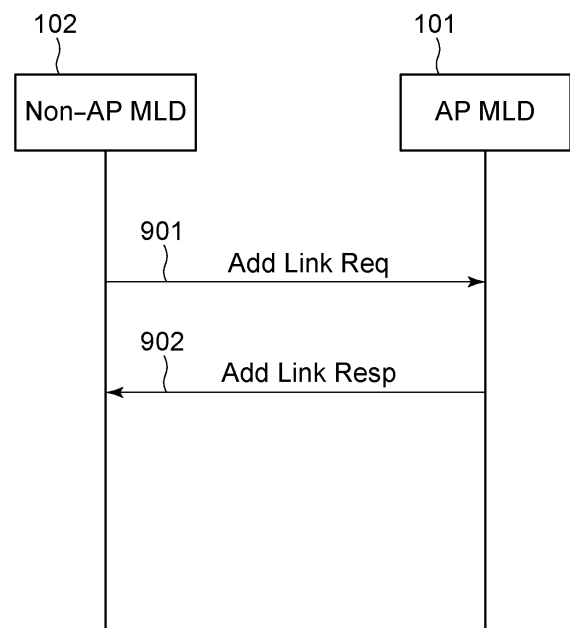 102
101
Non-AP MLD
AP MLD
901
Add Link Req
902
Add Link Resp